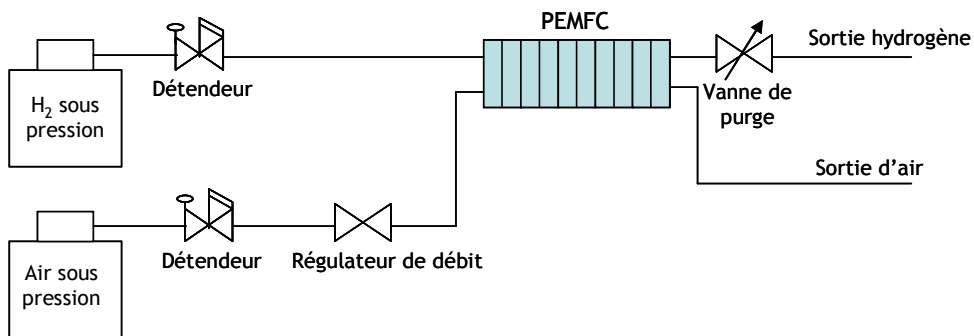 PEMFC
Sortie hydrogène
Détendeur
Vanne de
purge
H₂ sous
pression
Sortie d’air
Détendeur
Régulateur de débit
Air sous
pression